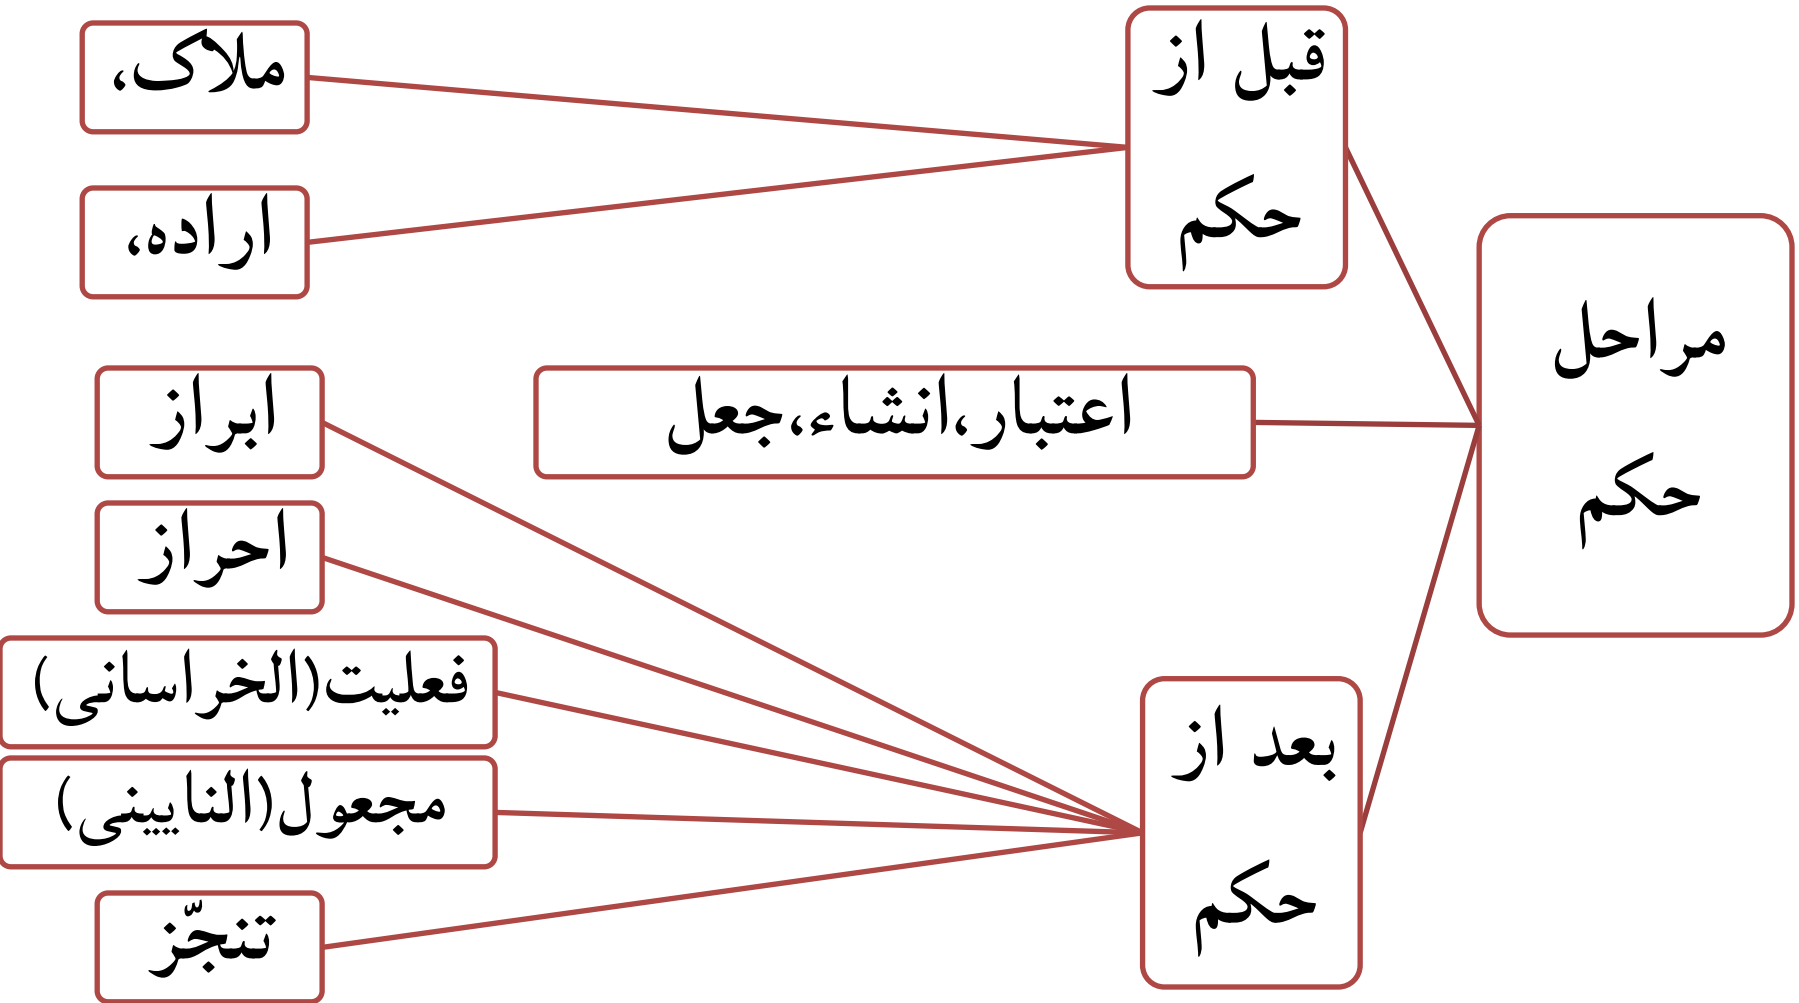 مراحل
حکم
قبل از
حکم
ملاک،
اراده،
اعتبار،انشاء،جعل
بعد از
حکم
ابراز
احراز
فعلیت(الخراسانی)
مجعول(النایینی)
تنجّز